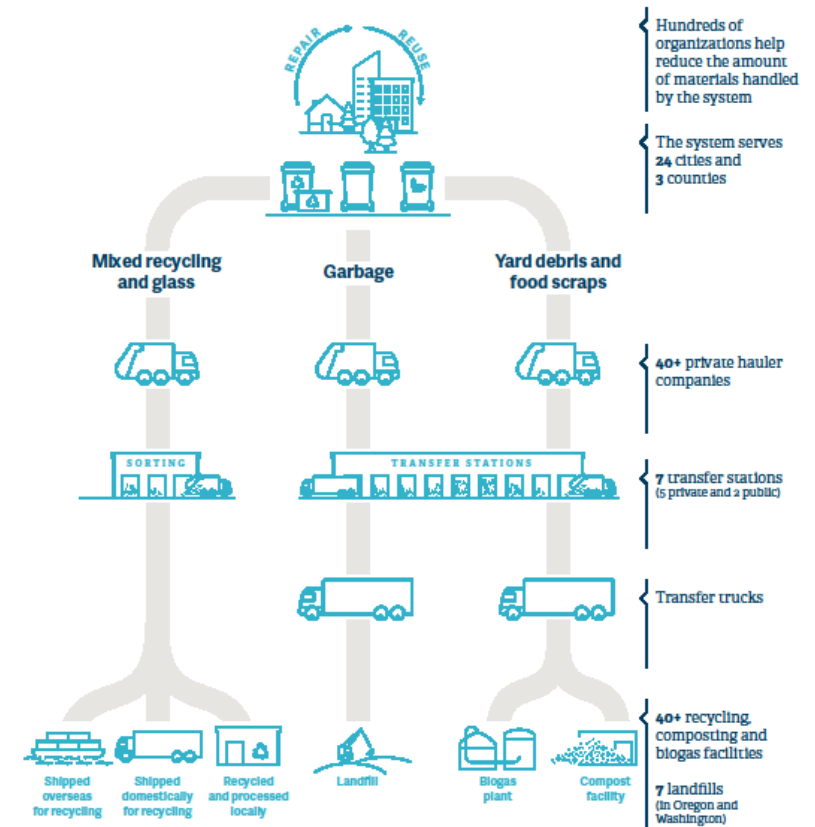 REPAIR
REUSE
Hundreds of
organizations help
reduce the amount
of materials handled
by the system
The system serves
24 cities and
3 counties
Mixed recycling
and glass
Garbage
Yard debris and
food scraps
40+ private hauler
companies
SORTING
TRANSFER STATIONS
7 transfer stations
(5 private and 2 public)
Transfer trucks
40+ recycling,
composting and
biogas facilities
7 landfills
(in Oregon and
Washington)
Shipped
overseas
for recycling
Shipped
domestically
for recycling
Recycled
and processed
locally
Landfill
Biogas
plant
Compost
facility